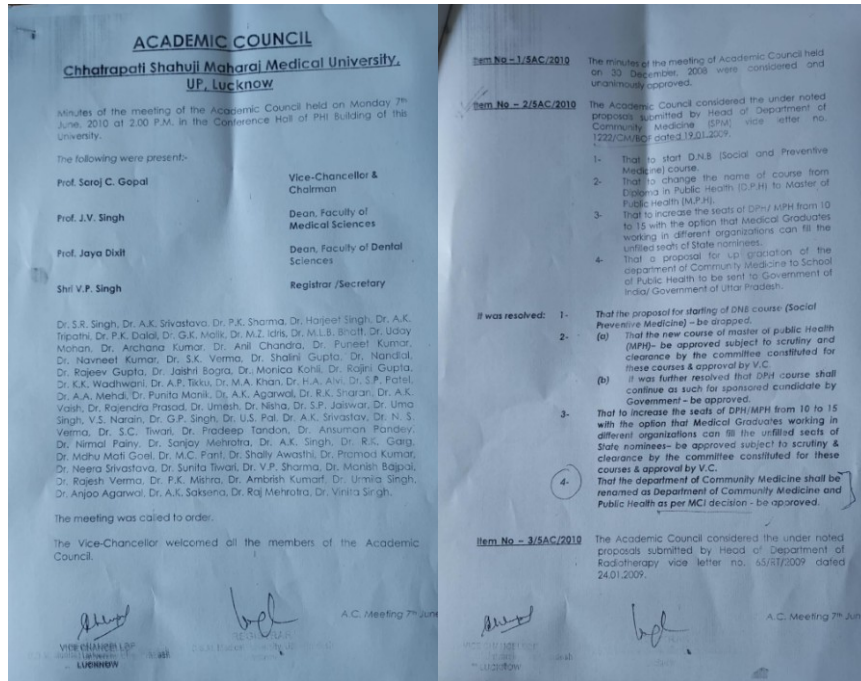 ACADEMIC COUNCIL
Chhatrapati Shahuji Maharaj Medical University,
UP, Lucknow
Minutes of the meeting of the Academic Council held on Monday 7th
June, 2010 at 2.00 P.M. in the Conference Hall of PHI Building of this
University.
The following were present:-
Prof. Saroj C. Gopal Vice-Chancellor &
Chairman
Prof. J.V. Singh Dean, Faculty of
Medical Sciences
Prof. Jaya Dixit Dean, Faculty of Dental
Sciences
Shri V.P. Singh Registrar /Secretary
Dr. S.R. Singh, Dr. A.K. Srivastava, Dr. P.K. Sharma, Dr. Harjeet Singh, Dr. A.K.
Tripathi, Dr. P.K. Dalal, Dr. G.K. Malik, Dr. M.Z. Idris, Dr. M.L.B. Bhatt, Dr. Uday
Mohan, Dr. Archana Kumar, Dr. Anil Chandra, Dr. Puneet Kumar,
Dr. Navneet Kumar, Dr. S.K. Verma, Dr. Shalini Gupta, Dr. Nandlal,
Dr. Rajeev Gupta, Dr. Jaishri Bogra, Dr. Monica Kohli, Dr. Rajini Gupta,
Dr. K.K. Wadhwani, Dr. A.P. Tikku, Dr. M.A. Khan, Dr. H.A. Alvi, Dr. S.P. Patel,
Dr. A.A. Mehdi, Dr. Punita Manik, Dr. A.K. Agarwal, Dr. R.K. Sharan, Dr. A.K.
Vaish, Dr. Rajendra Prasad, Dr. Umesh, Dr. Nisha, Dr. S.P. Jaiswar, Dr. Uma
Singh, V.S. Narain, Dr. G.P. Singh, Dr. U.S. Pal, Dr. A.K. Srivastav, Dr. N. S.
Verma, Dr. S.C. Tiwari, Dr. Pradeep Tandon, Dr. Ansuman Pandey,
Dr. Nirmal Painy, Dr. Sanjay Mehrotra, Dr. A.K. Singh, Dr. R.K. Garg,
Dr. Madhu Mati Goel, Dr. M.C. Pant, Dr. Shally Awasthi, Dr. Pramod Kumar,
Dr. Neera Srivastava, Dr. Sunita Tiwari, Dr. V.P. Sharma, Dr. Manish Bajpai,
Dr. Rajesh Verma, Dr. P.K. Mishra, Dr. Ambrish Kumar, Dr. Urmila Singh,
Dr. Anjoo Agarwal, Dr. A.K. Saksena, Dr. Raj Mehrotra, Dr. Vinita Singh.
The meeting was called to order.
The Vice-Chancellor welcomed all the members of the Academic
Council.
A.C. Meeting 7th June
REGISTRAR
VICE CHANCELLOR
LUCKNOW
Item No – 1/5AC/2010 The minutes of the meeting of Academic Council held
on 30 December, 2008 were considered and
unanimously approved.
Item No – 2/5AC/2010 The Academic Council considered the under noted
proposals submitted by Head of Department of
Community Medicine (SPM) vice letter no.
1222/CM/BOF dated 19.01.2009.
1- That to start D.N.B (Social and Preventive
Medicine) course.
2- That to change the name of course from
Diploma in Public Health (D.P.H) to Master of
Public Health (M.P.H).
3- That to increase the seats of DPH/ MPH from 10
to 15 with the option that Medical Graduates
working in different organizations can fill the
unfilled seats of State nominees.
4- That a proposal for up gradation of the
department of Community Medicine to School
of Public Health to be sent to Government of
India/ Government of Uttar Pradesh.
It was resolved: 1- That the proposal for starting of DNB course (Social
Preventive Medicine) – be dropped.
2- (a) That the new course of master of public Health
(MPH)– be approved subject to scrutiny and
clearance by the committee constituted for
these courses & approval by V.C
(b) It was further resolved that DPH course shall
continue as such for sponsored candidate by
Government – be approved.
3- That to increase the seats of DPH/MPH from 10 to 15
with the option that Medical Graduates working in
different organizations can fill the unfilled seats of
State nominees– be approved subject to scrutiny &
clearance by the committee constituted for these
courses & approval by V.C.
4- That the department of Community Medicine shall be
renamed as Department of Community Medicine and
Public Health as per MCI decision - be approved.
Item No – 3/5AC/2010 The Academic Council considered the under noted
proposals submitted by Head of Department of
Radiotherapy vice letter no. 65/RT/2009 dated
24.01.2009.
A.C. Meeting 7th Jun
LUCKNOW